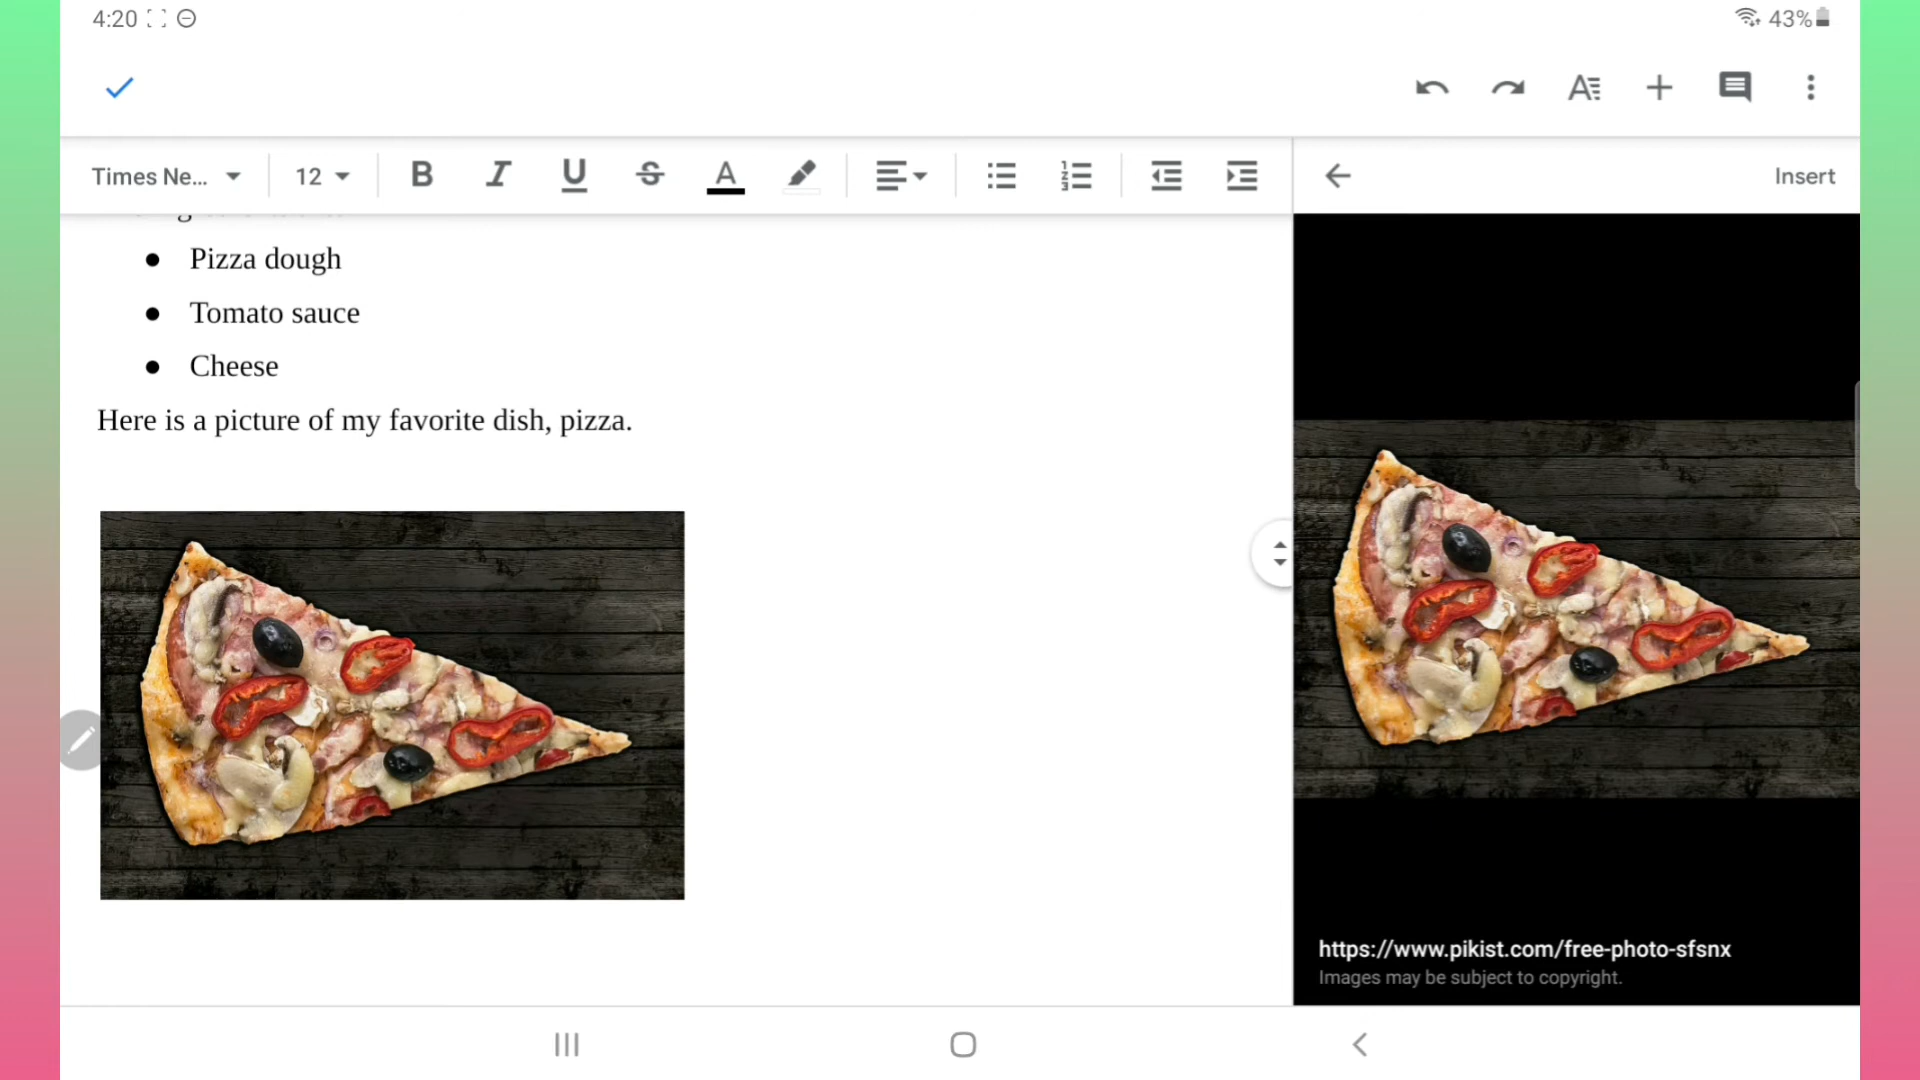 4:20
43%
Times Ne...
12
B
I
U
S
A
Insert
Pizza dough
Tomato sauce
Cheese
Here is a picture of my favorite dish, pizza.
https://www.pikist.com/free-photo-sfsnx
Images may be subject to copyright.